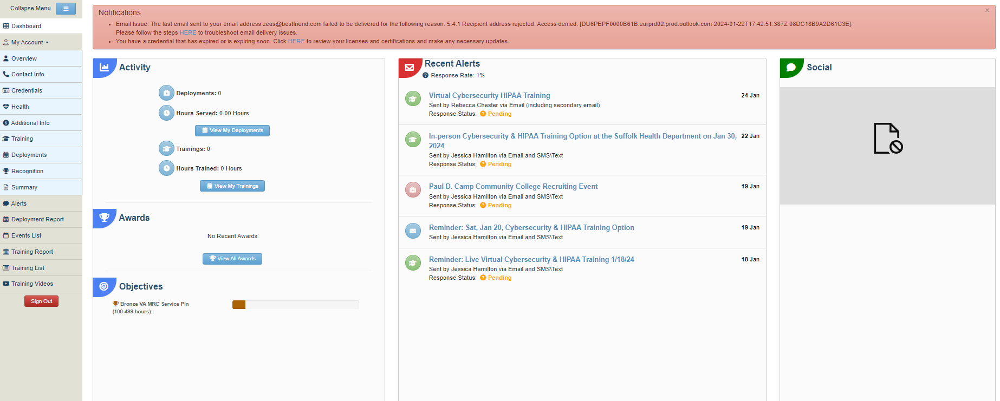 Collapse Menu
Dashboard
My Account
Overview
Contact Info
Credentials
Health
Additional Info
Training
Deployments
Recognition
Summary
Alerts
Deployment Report
Events List
Training Report
Training List
Training Videos
Sign Out
Notifications
×
• Email Issue. The last email sent to your email address zeus@bestfriend.com failed to be delivered for the following reason: 5.4.1 Recipient address rejected: Access denied. [DU6PEPF0000B61B.eurprd02.prod.outlook.com 2024-01-22T17:42:51.387Z 08DC18B9A2D61C3E].
Please follow the steps HERE to troubleshoot email delivery issues.
• You have a credential that has expired or is expiring soon. Click HERE to review your licenses and certifications and make any necessary updates.
Activity
Deployments: 0
Hours Served: 0.00 Hours
View My Deployments
Trainings: 0
Hours Trained: 0 Hours
View My Trainings
Awards
No Recent Awards
View All Awards
Objectives
Bronze VA MRC Service Pin
(100-499 hours):
Recent Alerts
Response Rate: 1%
Virtual Cybersecurity HIPAA Training 24 Jan
Sent by Rebecca Chester via Email (including secondary email)
Response Status: Pending
In-person Cybersecurity & HIPAA Training Option at the Suffolk Health Department on Jan 30, 22 Jan
2024
Sent by Jessica Hamilton via Email and SMS\Text
Response Status: Pending
Paul D. Camp Community College Recruiting Event 19 Jan
Sent by Jessica Hamilton via Email and SMS\Text
Response Status: Pending
Reminder: Sat, Jan 20, Cybersecurity & HIPAA Training Option 19 Jan
Sent by Jessica Hamilton via Email and SMS\Text
Reminder: Live Virtual Cybersecurity & HIPAA Training 1/18/24 18 Jan
Sent by Jessica Hamilton via Email and SMS\Text
Response Status: Pending
Social